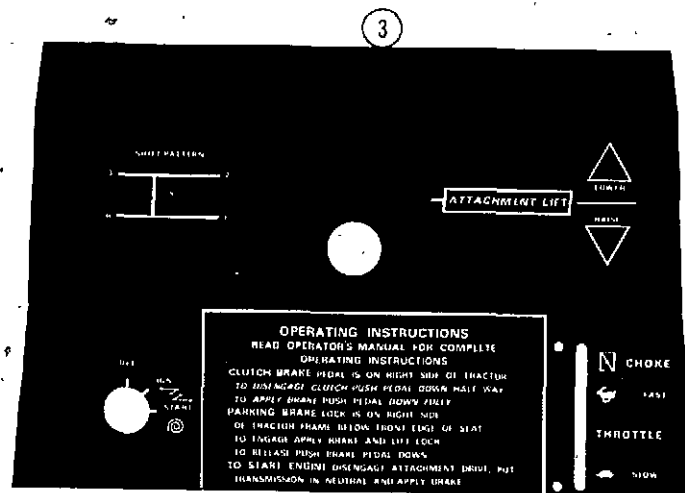 3
SHIFT PATTERN
3 2
N
R 1
LOWER
ATTACHMENT LIFT
RAISE
OFF
IGN
START
OPERATING INSTRUCTIONS
READ OPERATOR'S MANUAL FOR COMPLETE
OPERATING INSTRUCTIONS
CLUTCH BRAKE PEDAL IS ON RIGHT SIDE OF TRACTOR
TO DISENGAGE CLUTCH PUSH PEDAL DOWN HALF WAY
TO APPLY BRAKE PUSH PEDAL DOWN FULLY
PARKING BRAKE LOCK IS ON RIGHT SIDE
OF TRACTOR FRAME BELOW FRONT EDGE OF SEAT
TO ENGAGE APPLY BRAKE AND LIFT LOCK
TO RELEASE PUSH BRAKE PEDAL DOWN
TO START ENGINE DISENGAGE ATTACHMENT DRIVE, PUT
TRANSMISSION IN NEUTRAL AND APPLY BRAKE
CHOKE
FAST
THROTTLE
SLOW